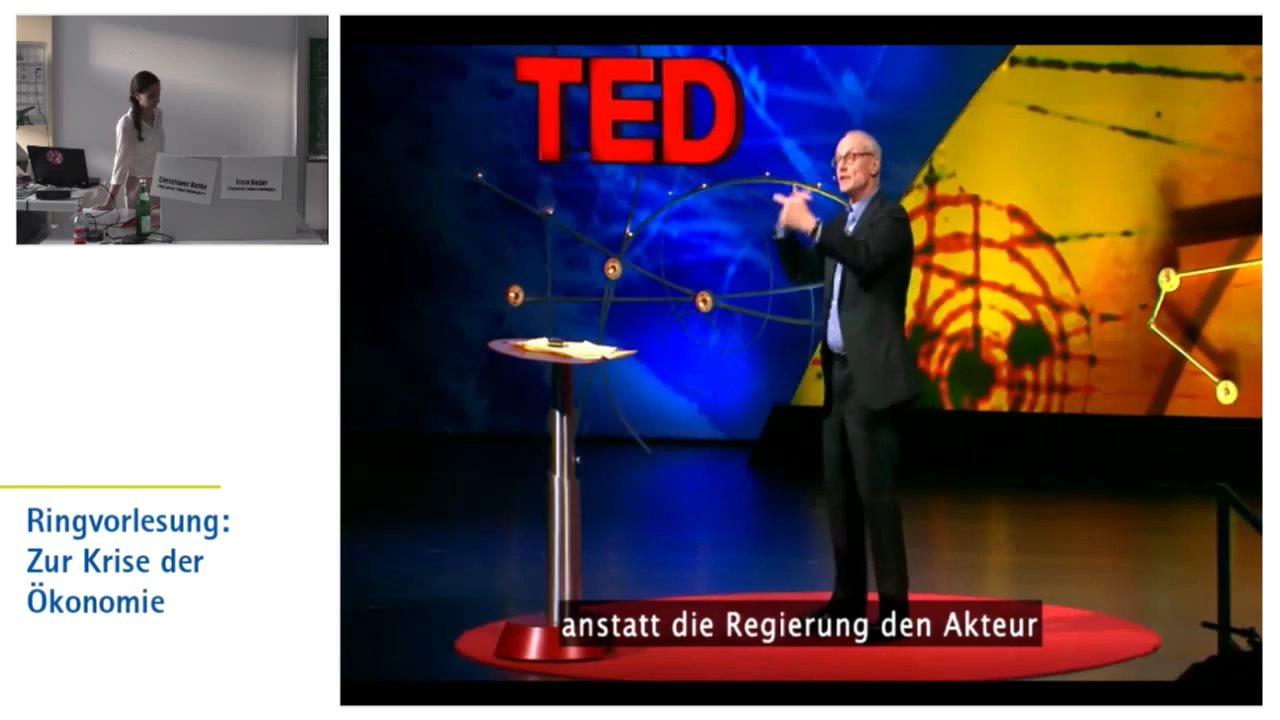 TED
Ringvorlesung:
Zur Krise der
Ökonomie
anstatt die Regierung den Akteur